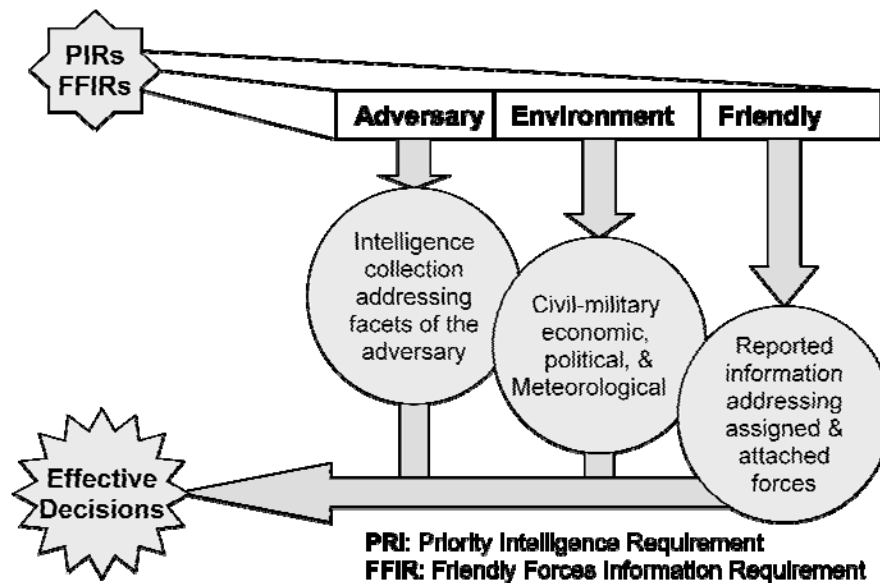 PIRs
FFIRs
Adversary
Environment
Friendly
Intelligence
collection
addressing
facets of the
adversary
Civil-military
economic,
political, &
Meteorological
Reported
information
addressing
assigned &
attached
forces
Effective
Decisions
PRI: Priority Intelligence Requirement
FFIR: Friendly Forces Information Requirement